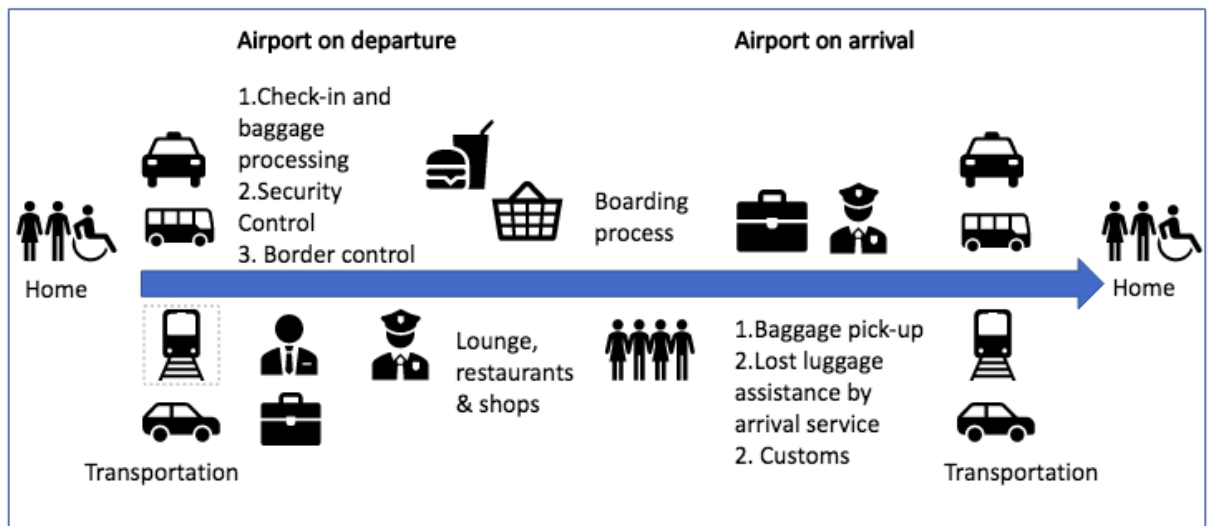 Airport on departure
1.Check-in and
baggage
processing
2.Security
Control
3. Border control
Airport on arrival
Boarding
process
Home
Home
Transportation
Lounge,
restaurants
& shops
1.Baggage pick-up
2.Lost luggage
assistance by
arrival service
2. Customs
Transportation